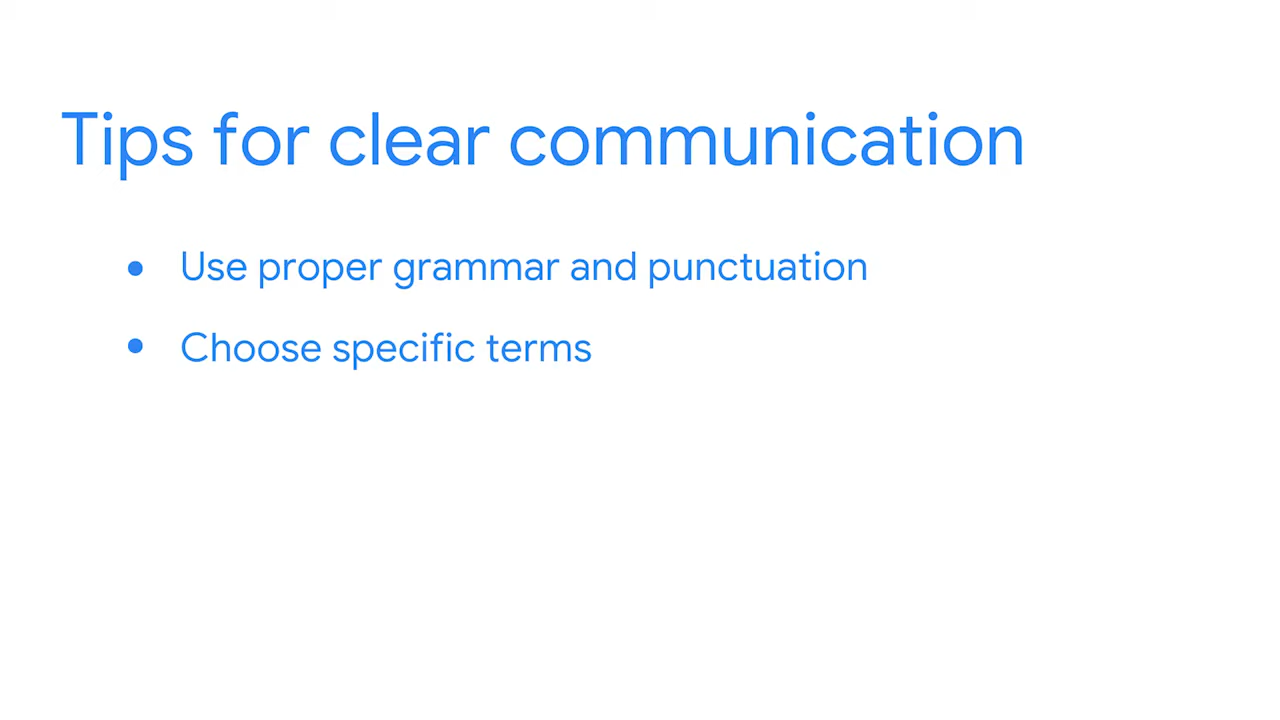 Tips for clear communication
• Use proper grammar and punctuation
• Choose specific terms